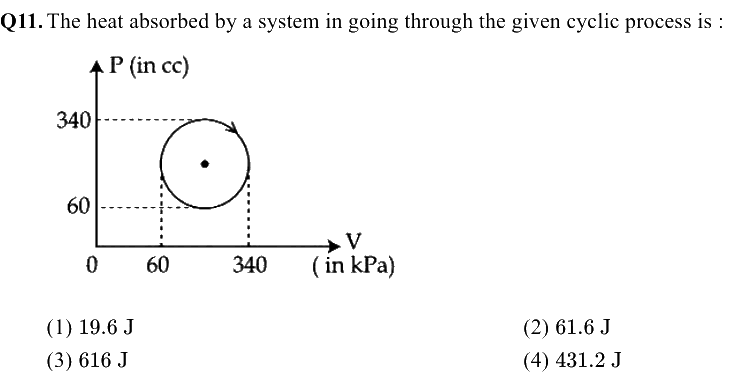 Q11. The heat absorbed by a system in going through the given cyclic process is :
P (in cc)
340
60
V
0 60 340 ( in kPa)
(1) 19.6 J (2) 61.6 J
(3) 616 J (4) 431.2 J